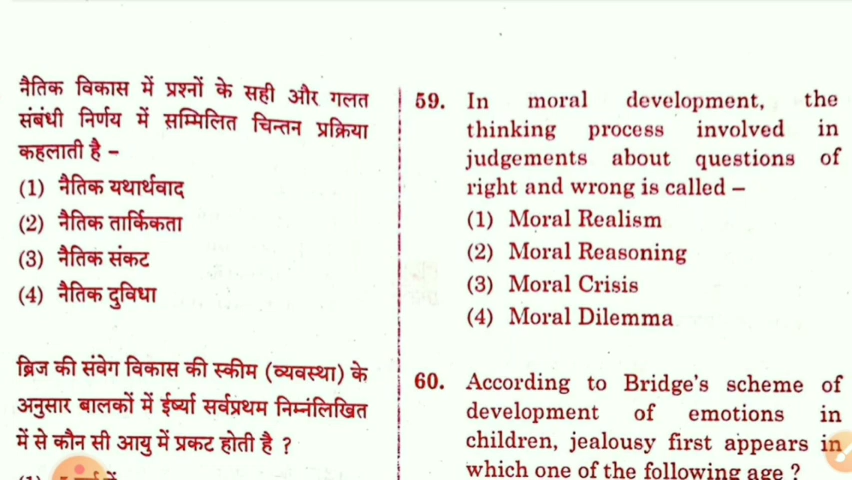 नैतिक विकास में प्रश्नों के सही और गलत
संबंधी निर्णय में सम्मिलित चिन्तन प्रक्रिया
कहलाती है –
(1) नैतिक यथार्थवाद
(2) नैतिक तार्किकता
(3) नैतिक संकट
(4) नैतिक दुविधा
ब्रिज की संवेग विकास की स्कीम (व्यवस्था) के
अनुसार बालकों में ईर्ष्या सर्वप्रथम निम्नंलिखित
में से कौन सी आयु में प्रकट होती है ?
59. In moral development, the
thinking process involved in
judgements about questions of
right and wrong is called –
(1) Moral Realism
(2) Moral Reasoning
(3) Moral Crisis
(4) Moral Dilemma
60. According to Bridge's scheme of
development of emotions in
children, jealousy first appears in
which one of the following age ?